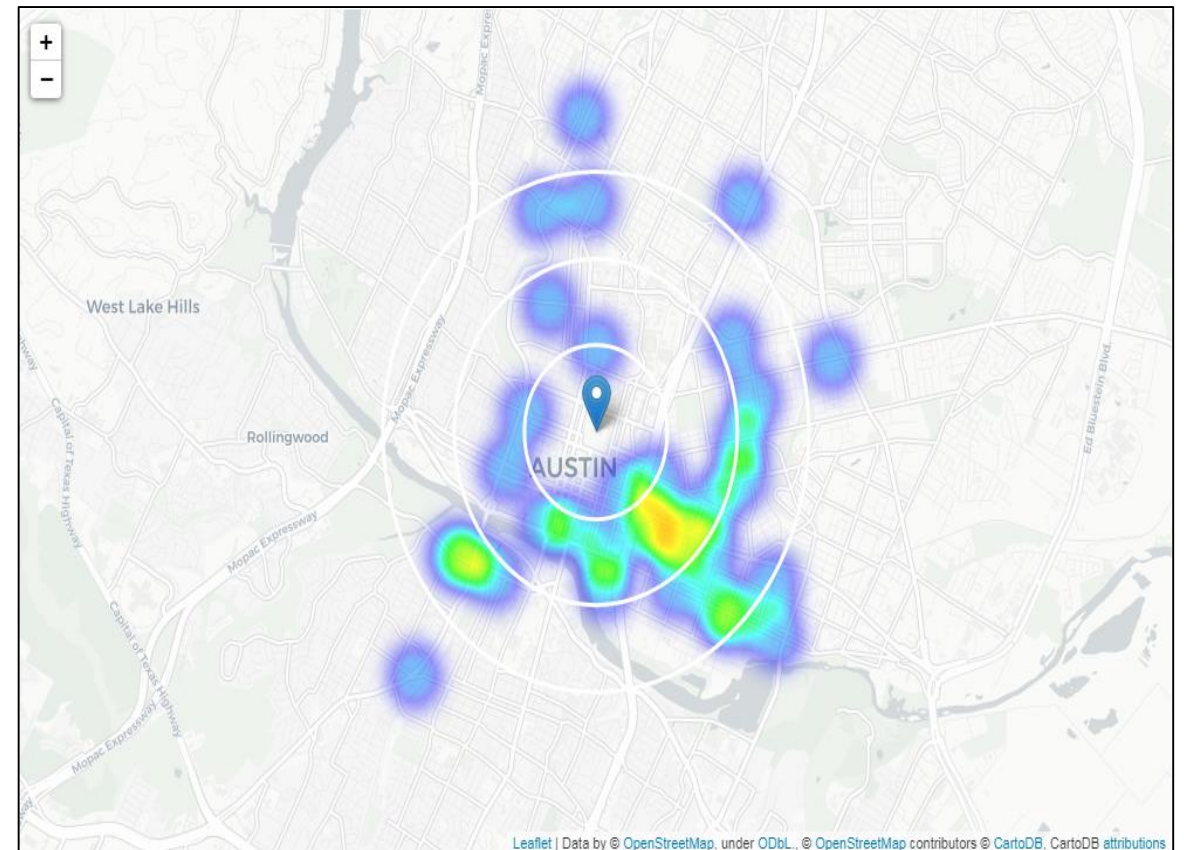 +
−
Mopac Expre
West Lake Hills
Mopac Expressway
Ed Bluestein Blvd
Capital of Texas Highway
Rollingwood
AUSTIN
Mopac Expressway
Capital of Texas Highway
Mopac Expressway
Leaflet | Data by © OpenStreetMap, under ODbL., © OpenStreetMap contributors © CartoDB, CartoDB attributions